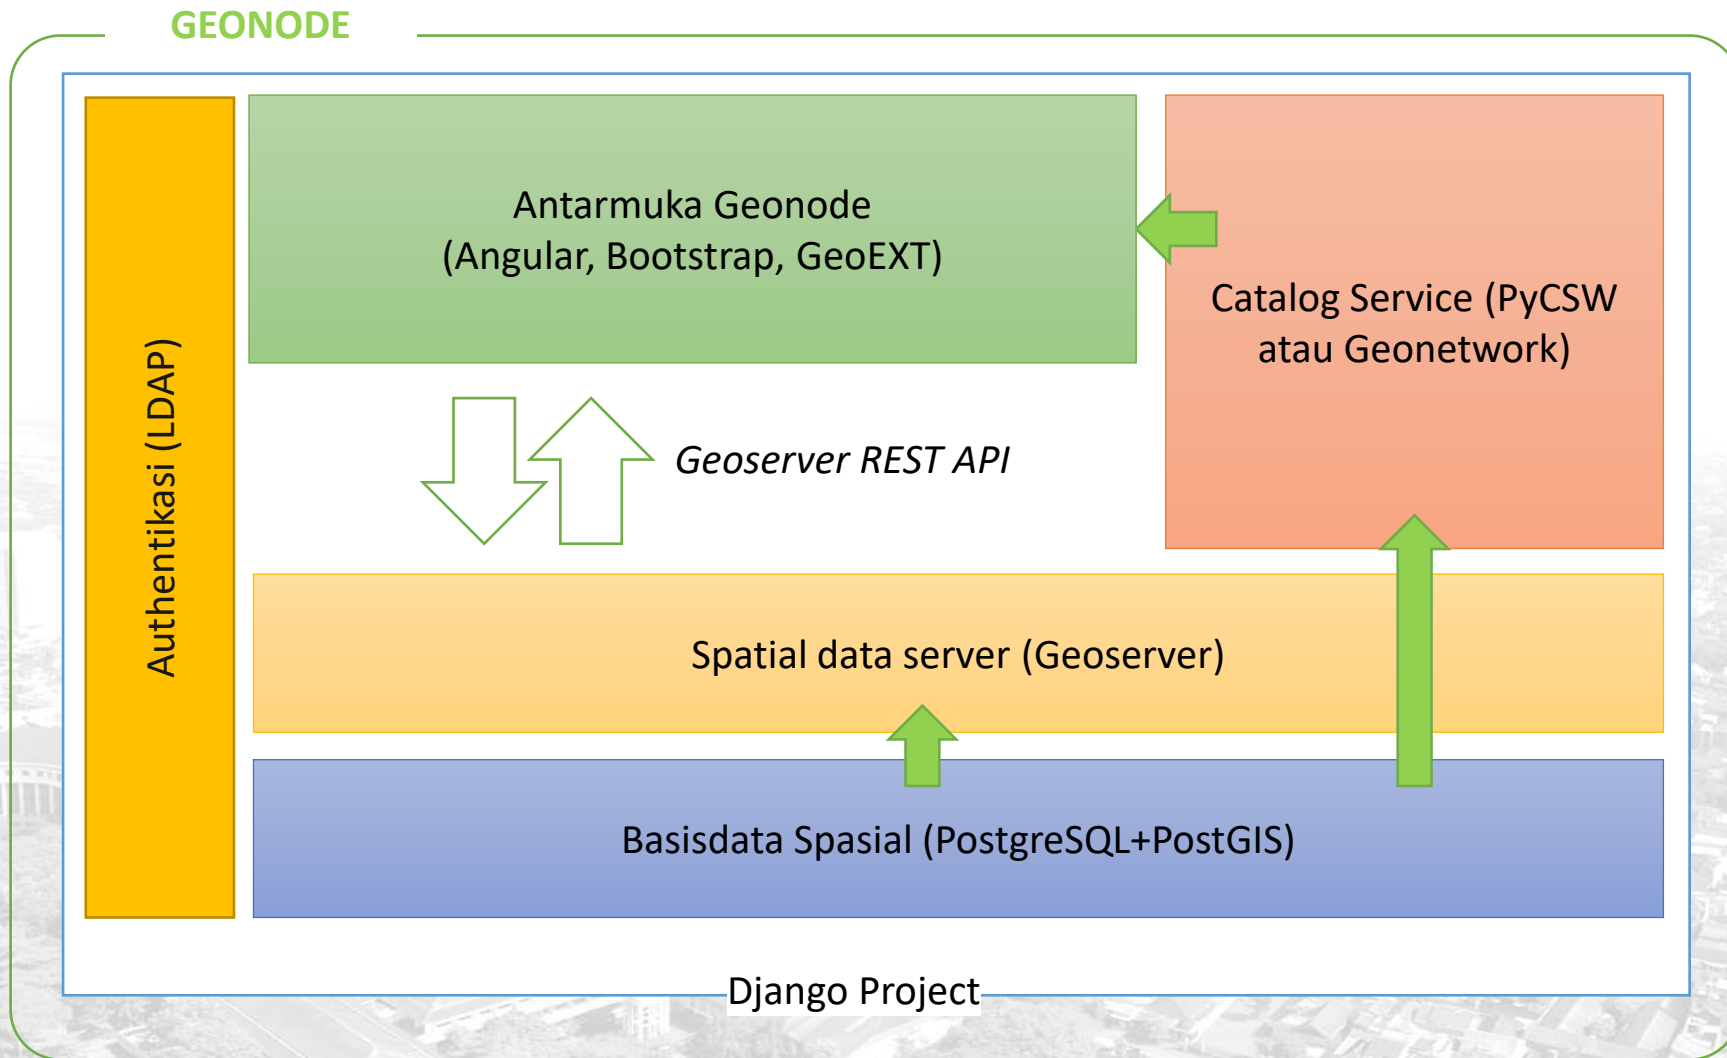 GEONODE
Authentikasi (LDAP)
Antarmuka Geonode
(Angular, Bootstrap, GeoEXT)
Catalog Service (PyCSW
atau Geonetwork)
Geoserver REST API
Spatial data server (Geoserver)
Basisdata Spasial (PostgreSQL+PostGIS)
Django Project